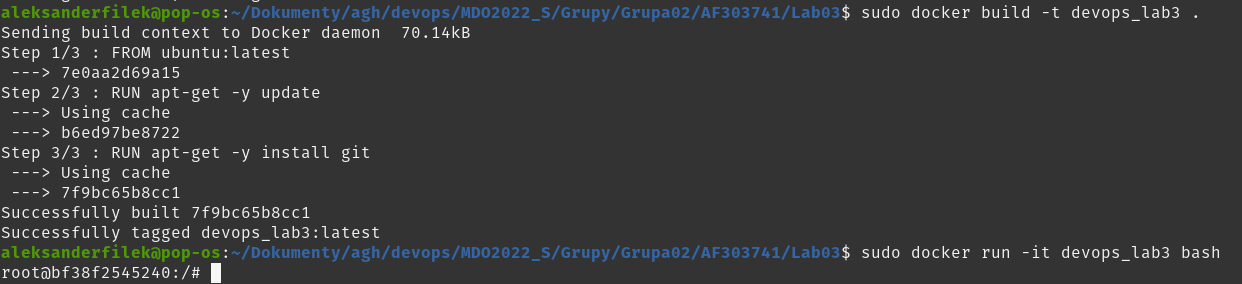 aleksanderfilek@pop-os:~/Dokumenty/agh/devops/MDO2022_S/Grupy/Grupa02/AF303741/Lab03$ sudo docker build -t devops_lab3 .
Sending build context to Docker daemon  70.14kB
Step 1/3 : FROM ubuntu:latest
 ---> 7e0aa2d69a15
Step 2/3 : RUN apt-get -y update
 ---> Using cache
 ---> b6ed97be8722
Step 3/3 : RUN apt-get -y install git
 ---> Using cache
 ---> 7f9bc65b8cc1
Successfully built 7f9bc65b8cc1
Successfully tagged devops_lab3:latest
aleksanderfilek@pop-os:~/Dokumenty/agh/devops/MDO2022_S/Grupy/Grupa02/AF303741/Lab03$ sudo docker run -it devops_lab3 bash
root@bf38f2545240:/#